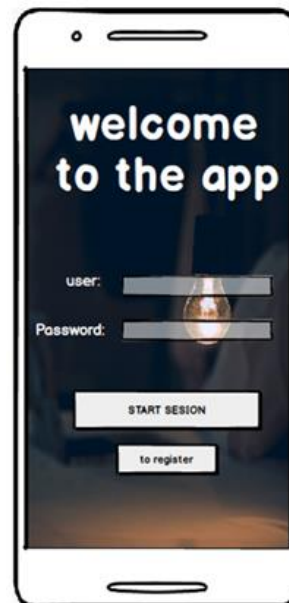 welcome
to the app
user:
Password:
START SESION
to register